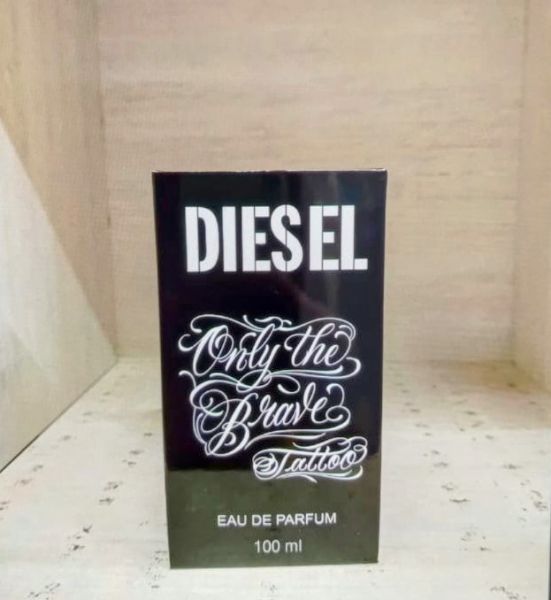 DIESEL
Only the
Brave
Tattoo
EAU DE PARFUM
100 ml